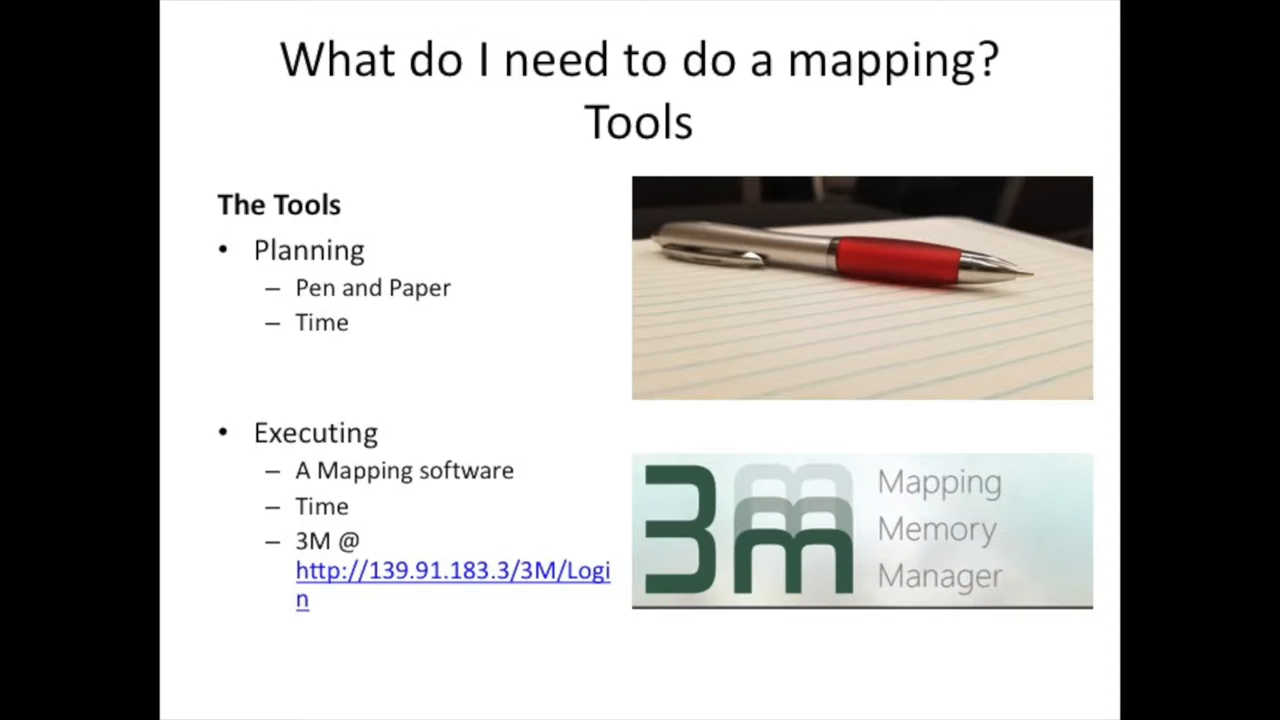 What do I need to do a mapping?
Tools
The Tools
• Planning
– Pen and Paper
– Time
• Executing
– A Mapping software
– Time
– 3M @
http://139.91.183.3/3M/Logi
n
3m
Mapping
Memory
Manager